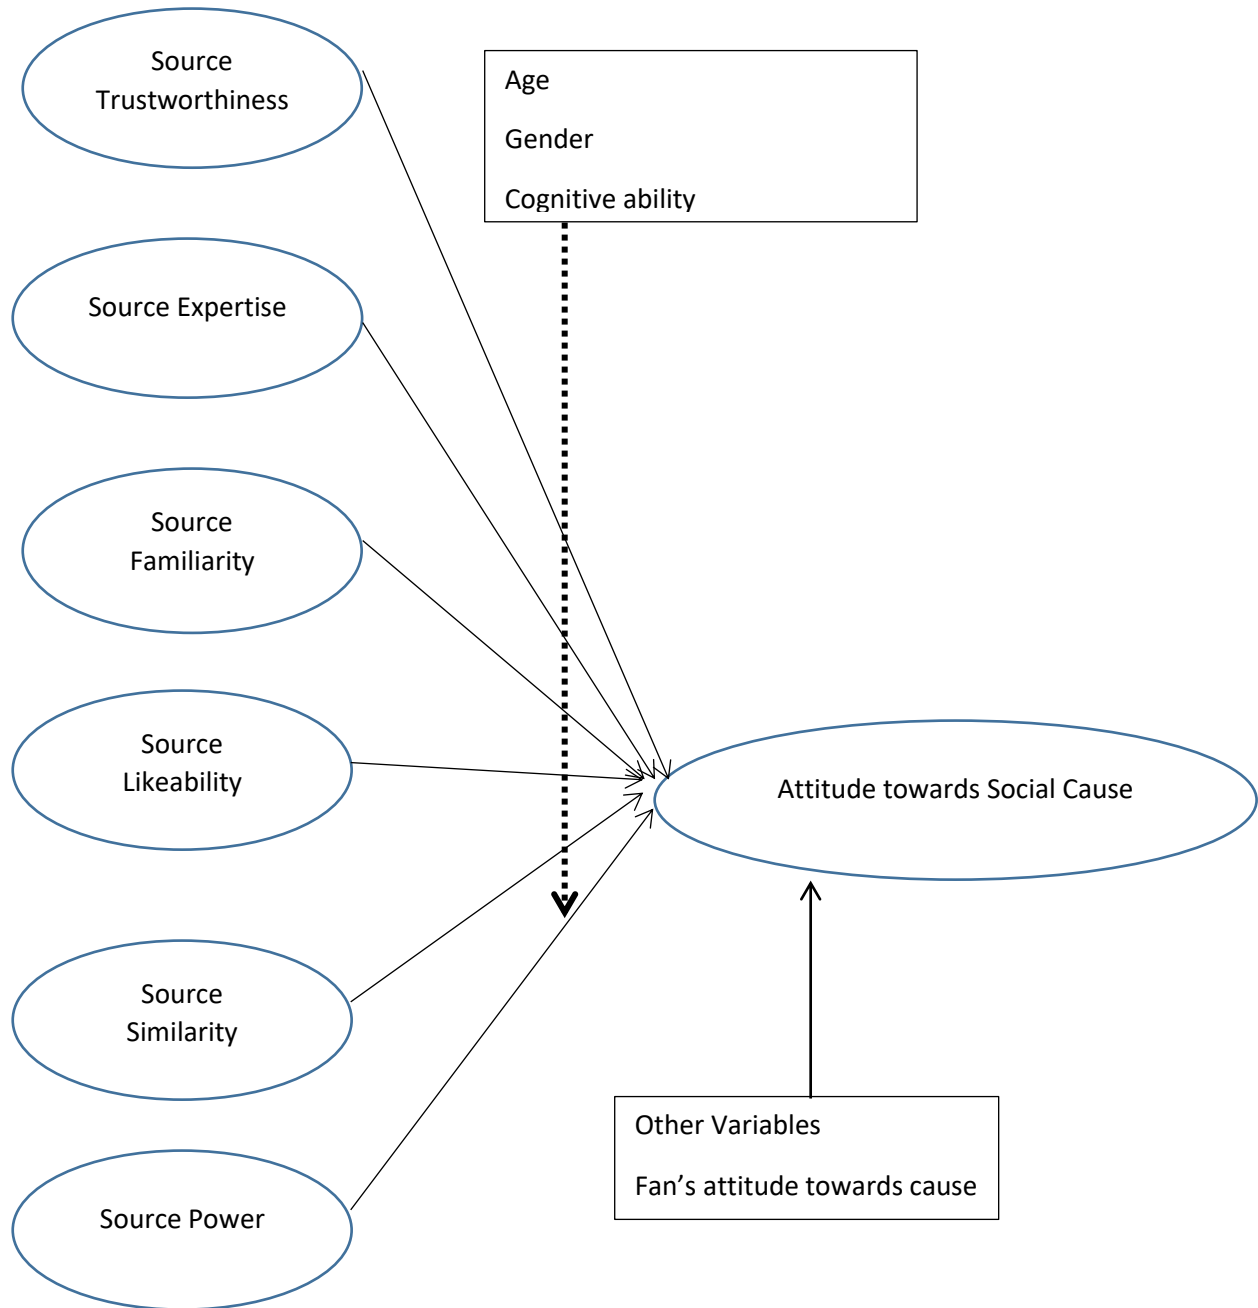 Source
Trustworthiness
Age
Gender
Cognitive ability
Source Expertise
Source
Familiarity
Source
Likeability
Attitude towards Social Cause
Source
Similarity
Other Variables
Fan’s attitude towards cause
Source Power